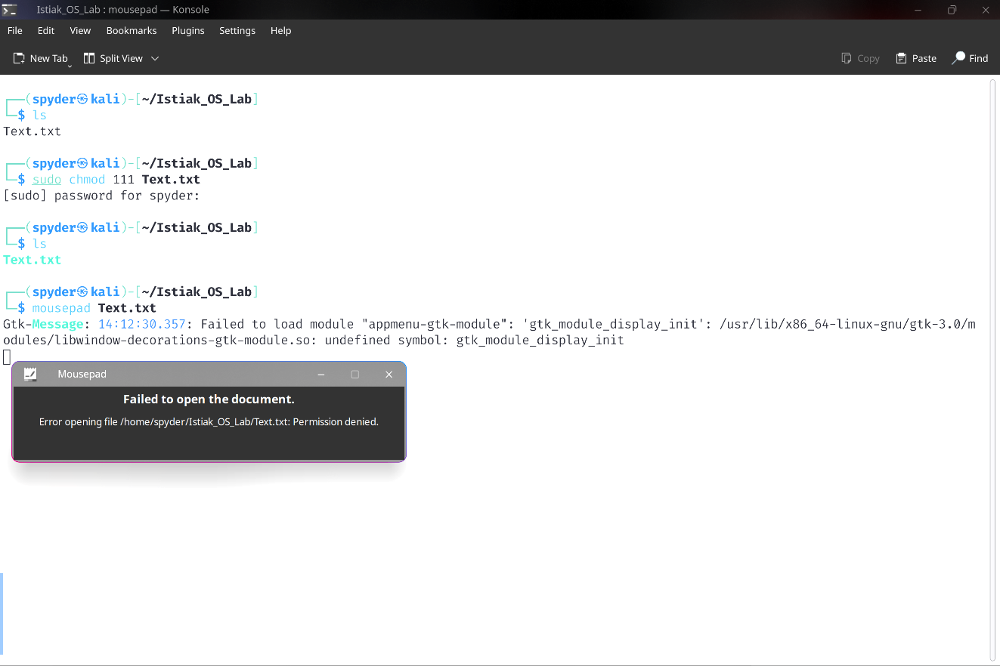 Istiak_OS_Lab : mousepad — Konsole
File Edit View Bookmarks Plugins Settings Help
New Tab Split View Copy Paste Find
┌──(spyder㉿kali)-[~/Istiak_OS_Lab]
└─$ ls
Text.txt
┌──(spyder㉿kali)-[~/Istiak_OS_Lab]
└─$ sudo chmod 111 Text.txt
[sudo] password for spyder:
┌──(spyder㉿kali)-[~/Istiak_OS_Lab]
└─$ ls
Text.txt
┌──(spyder㉿kali)-[~/Istiak_OS_Lab]
└─$ mousepad Text.txt
Gtk-Message: 14:12:30.357: Failed to load module "appmenu-gtk-module": 'gtk_module_display_init': /usr/lib/x86_64-linux-gnu/gtk-3.0/m
odules/libwindow-decorations-gtk-module.so: undefined symbol: gtk_module_display_init
Mousepad
Failed to open the document.
Error opening file /home/spyder/Istiak_OS_Lab/Text.txt: Permission denied.